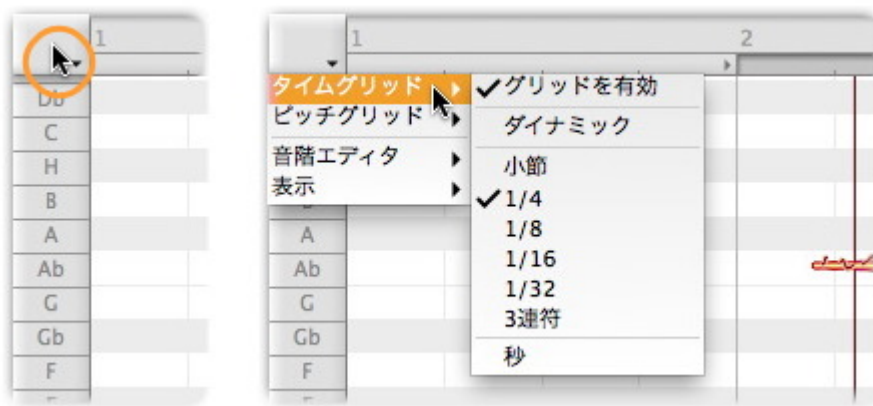 1
Db
C
H
B
A
Ab
G
Gb
F
1
2
タイムグリッド
ピッチグリッド
音階エディタ
表示
グリッドを有効
ダイナミック
小節
1/4
1/8
1/16
1/32
3連符
秒
A
Ab
G
Gb
F